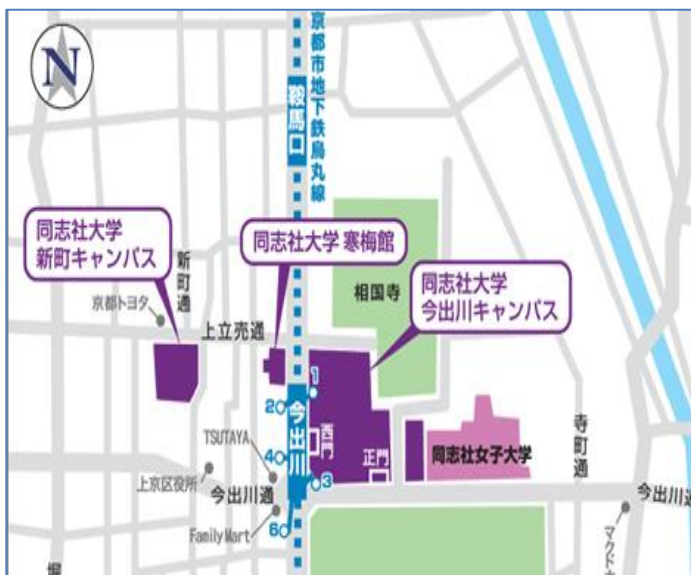 N
京都市地下鉄烏丸線
鞍馬口
同志社大学
新町キャンパス
同志社大学 寒梅館
同志社大学
今出川キャンパス
新町通
京都トヨタ
相国寺
上立売通
1
2
今出川
西門
TSUTAYA
4
正門
3
同志社女子大学
寺町通
上京区役所
今出川通
今出川通
FamilyMart
6
マクド
堀